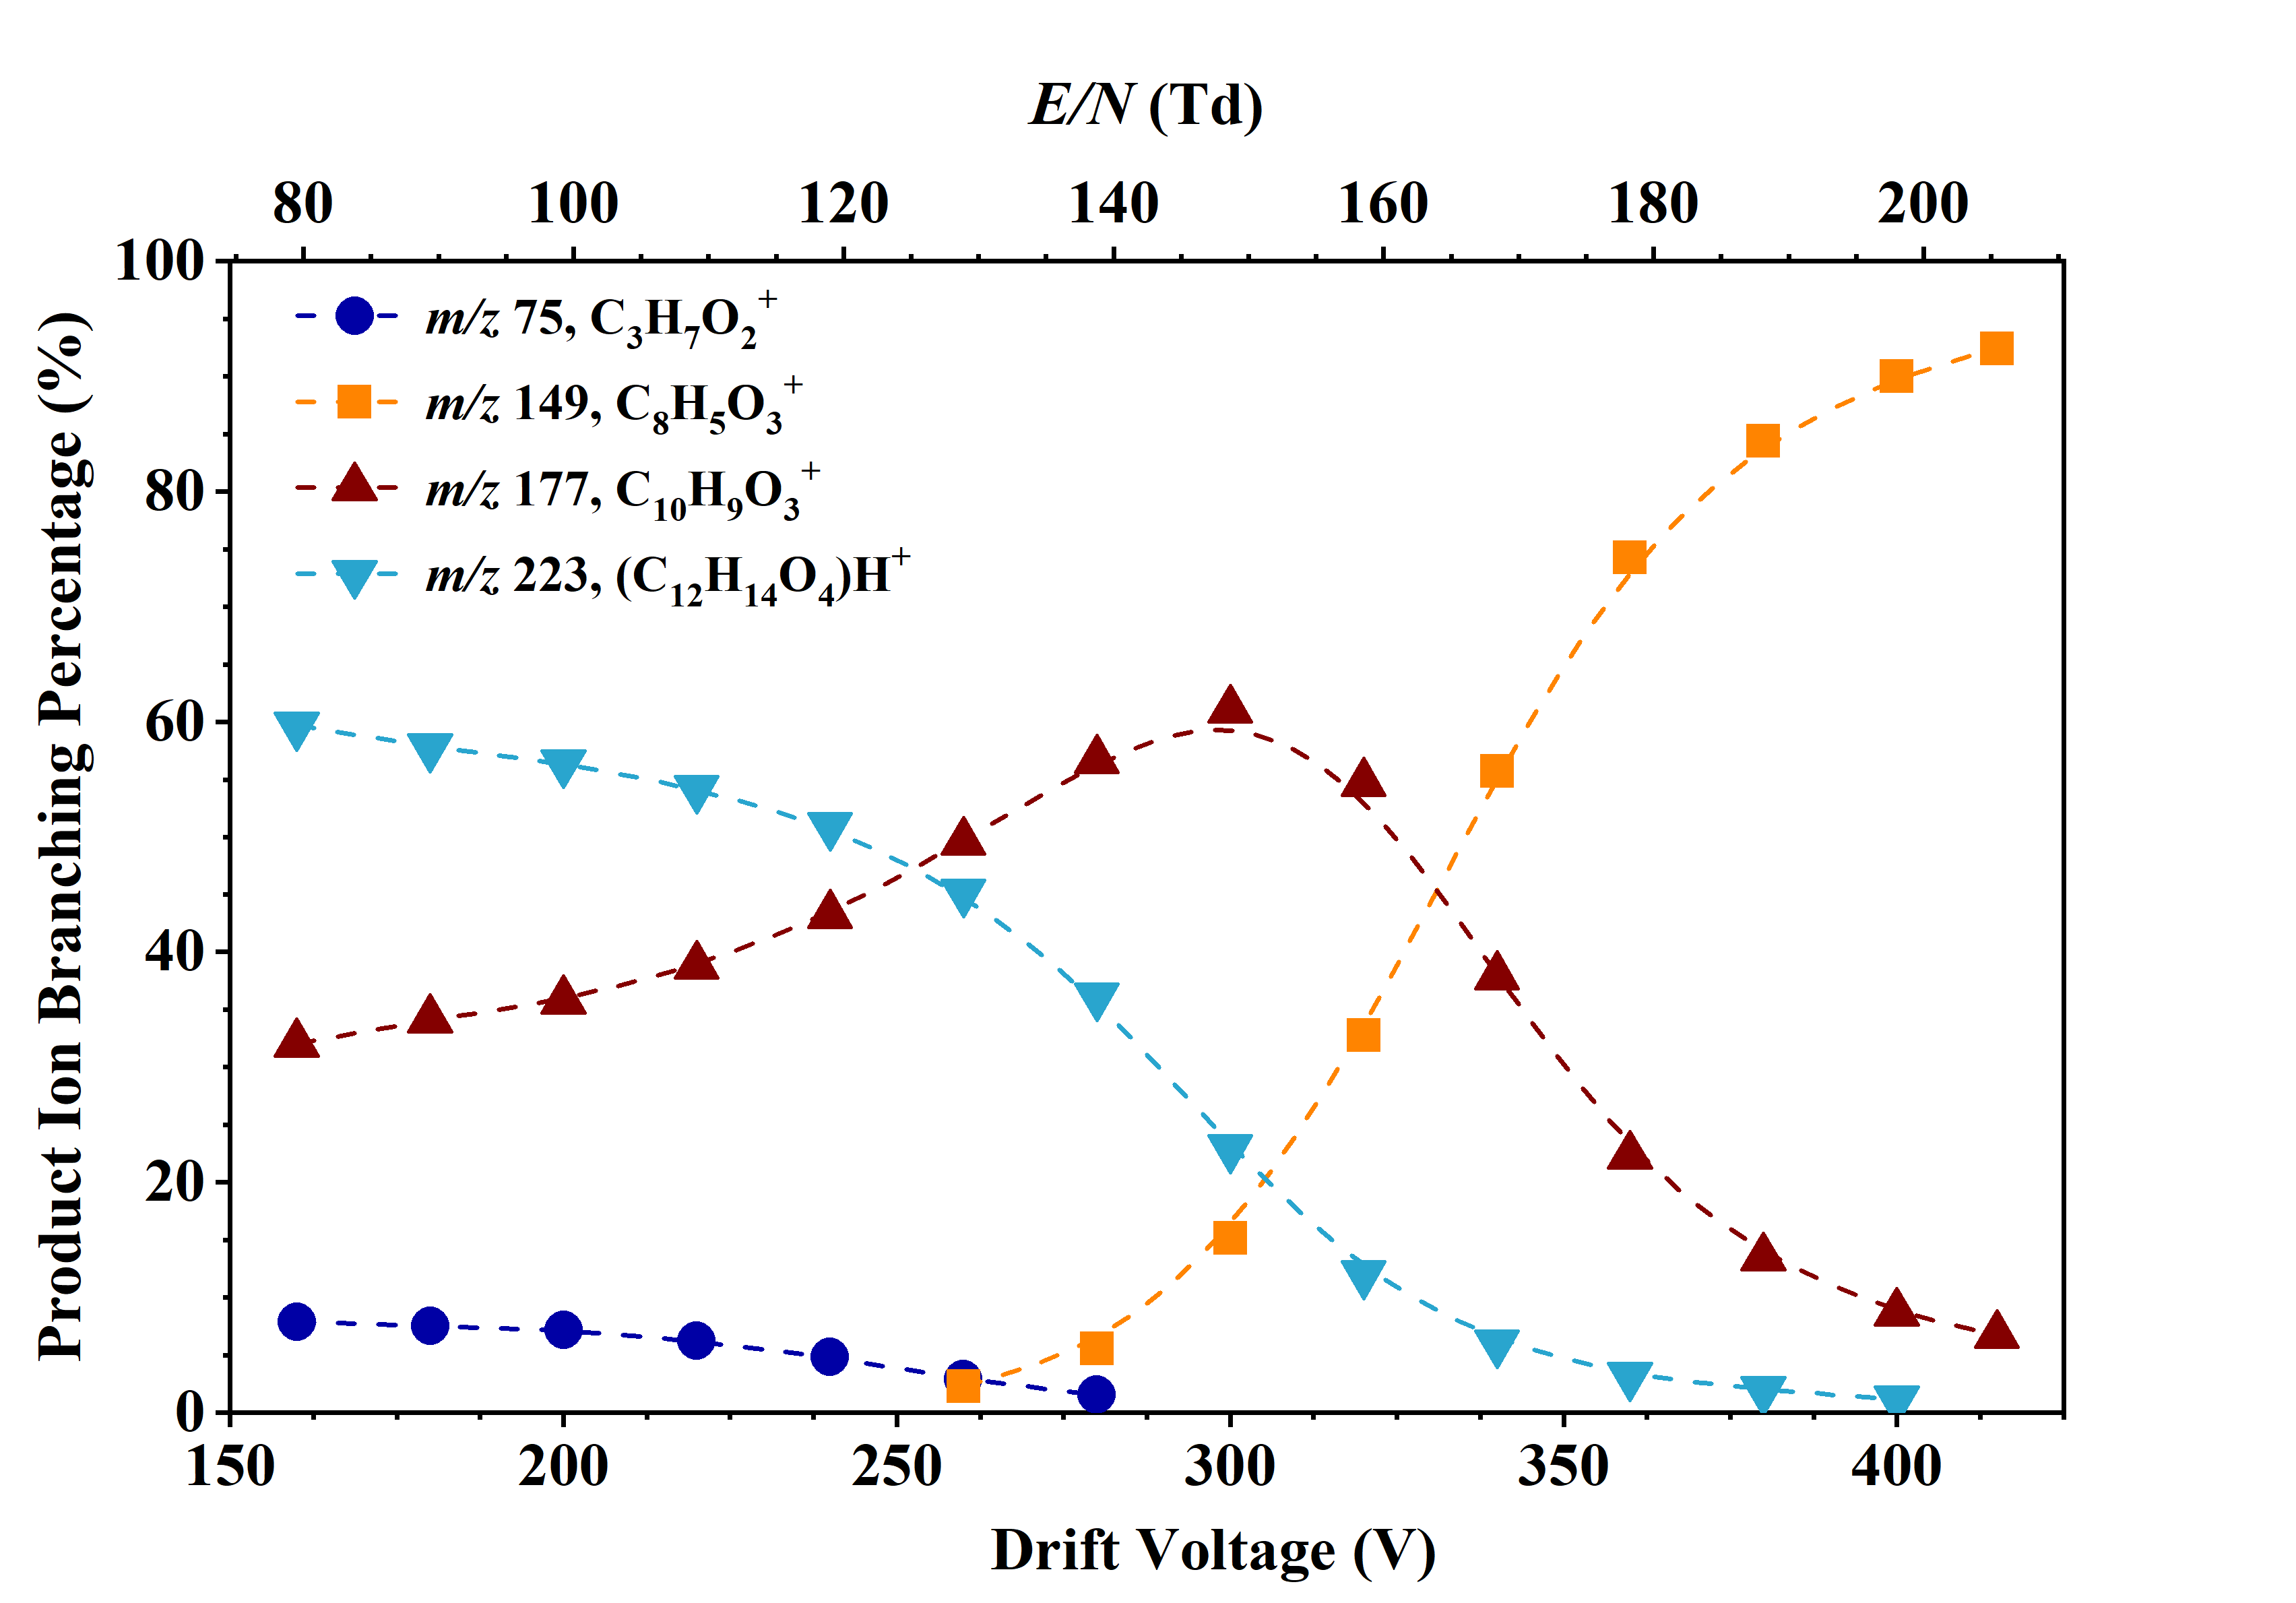 E/N (Td)
80 100 120 140 160 180 200
100
80
60
40
20
0
m/z 75, C₃H₇O₂⁺
m/z 149, C₈H₅O₃⁺
m/z 177, C₁₀H₉O₃⁺
m/z 223, (C₁₂H₁₄O₄)H⁺
Product Ion Branching Percentage (%)
150 200 250 300 350 400
Drift Voltage (V)